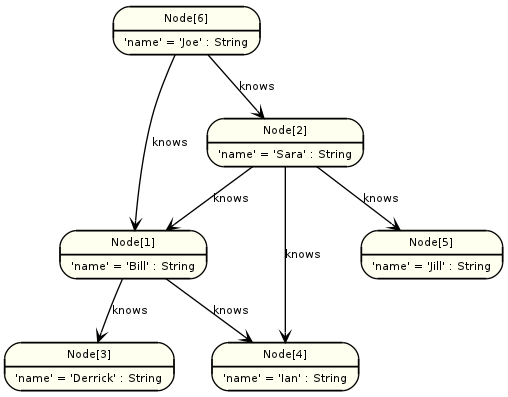 Node[6]
'name' = 'Joe' : String
knows
knows
Node[2]
'name' = 'Sara' : String
knows
knows
knows
Node[1]
'name' = 'Bill' : String
Node[5]
'name' = 'Jill' : String
knows
knows
Node[3]
'name' = 'Derrick' : String
Node[4]
'name' = 'Ian' : String